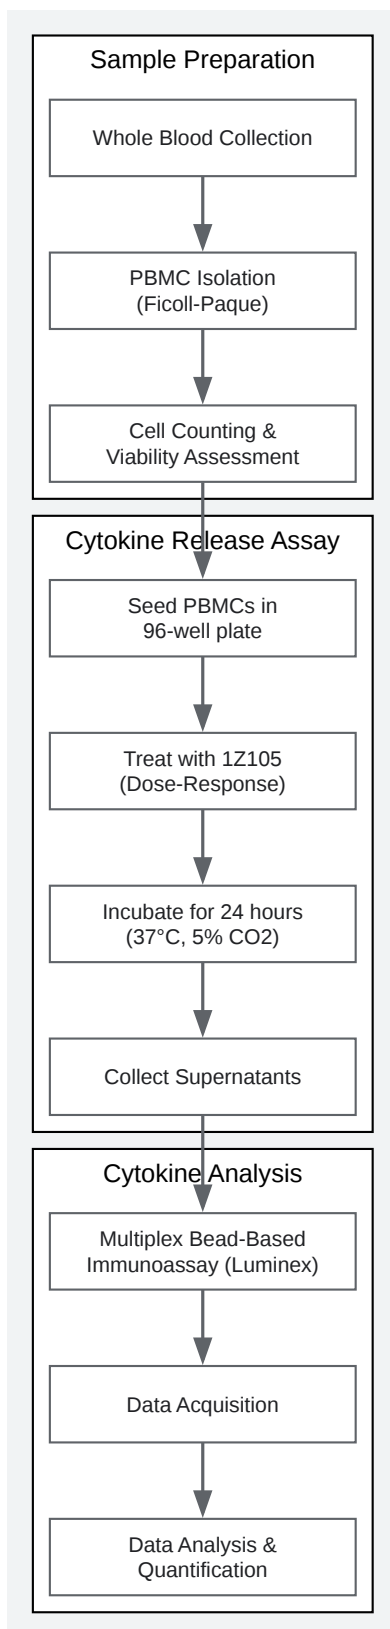 Sample Preparation
Whole Blood Collection
PBMC Isolation
(Ficoll-Paque)
Cell Counting &
Viability Assessment
Cytokine Release Assay
Seed PBMCs in
96-well plate
Treat with 1Z105
(Dose-Response)
Incubate for 24 hours
(37°C, 5% CO2)
Collect Supernatants
Cytokine Analysis
Multiplex Bead-Based
Immunoassay (Luminex)
Data Acquisition
Data Analysis &
Quantification